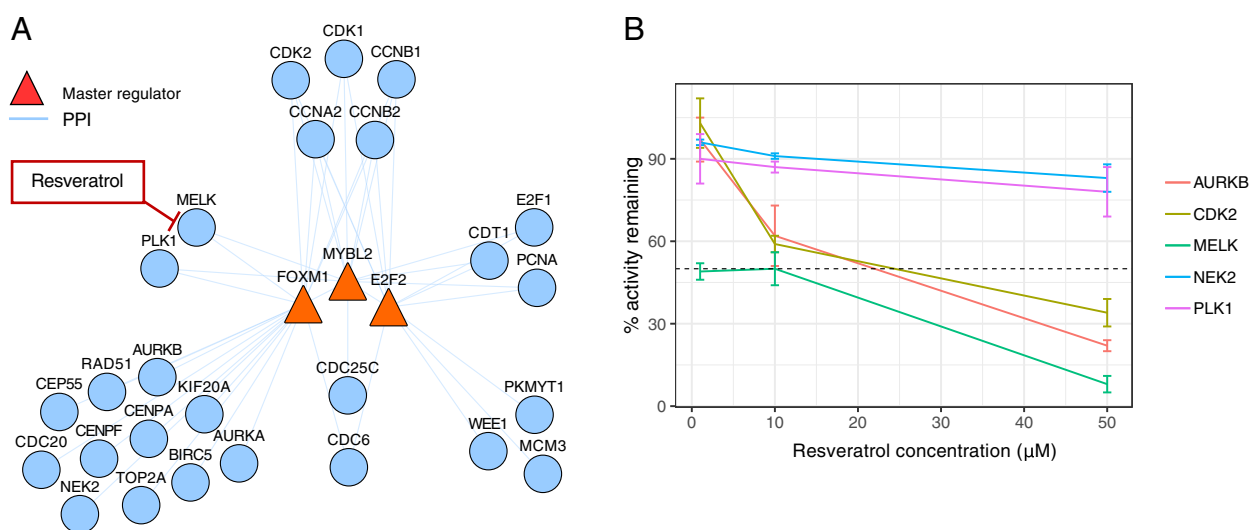 A
Master regulator
PPI
Resveratrol
CDK1
CDK2
CCNB1
CCNA2
CCNB2
MELK
PLK1
E2F1
CDT1
PCNA
MYBL2
FOXM1
E2F2
AURKB
RAD51
CEP55
KIF20A
CENPA
CENPF
CDC20
AURKA
BIRC5
TOP2A
NEK2
CDC25C
CDC6
PKMYT1
WEE1
MCM3
B
% activity remaining
90
60
30
0
0
10
20
30
40
50
Resveratrol concentration (µM)
AURKB
CDK2
MELK
NEK2
PLK1